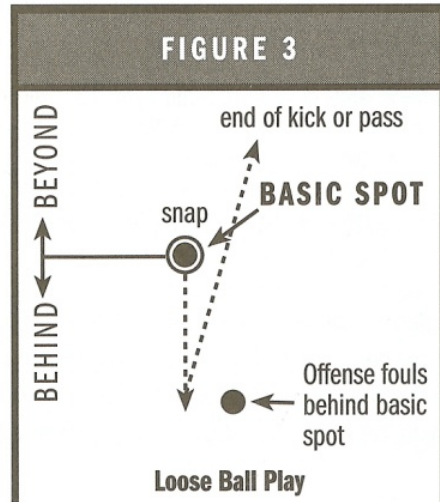 FIGURE 3
BEYOND
BEHIND
end of kick or pass
BASIC SPOT
snap
Offense fouls
behind basic
spot
Loose Ball Play